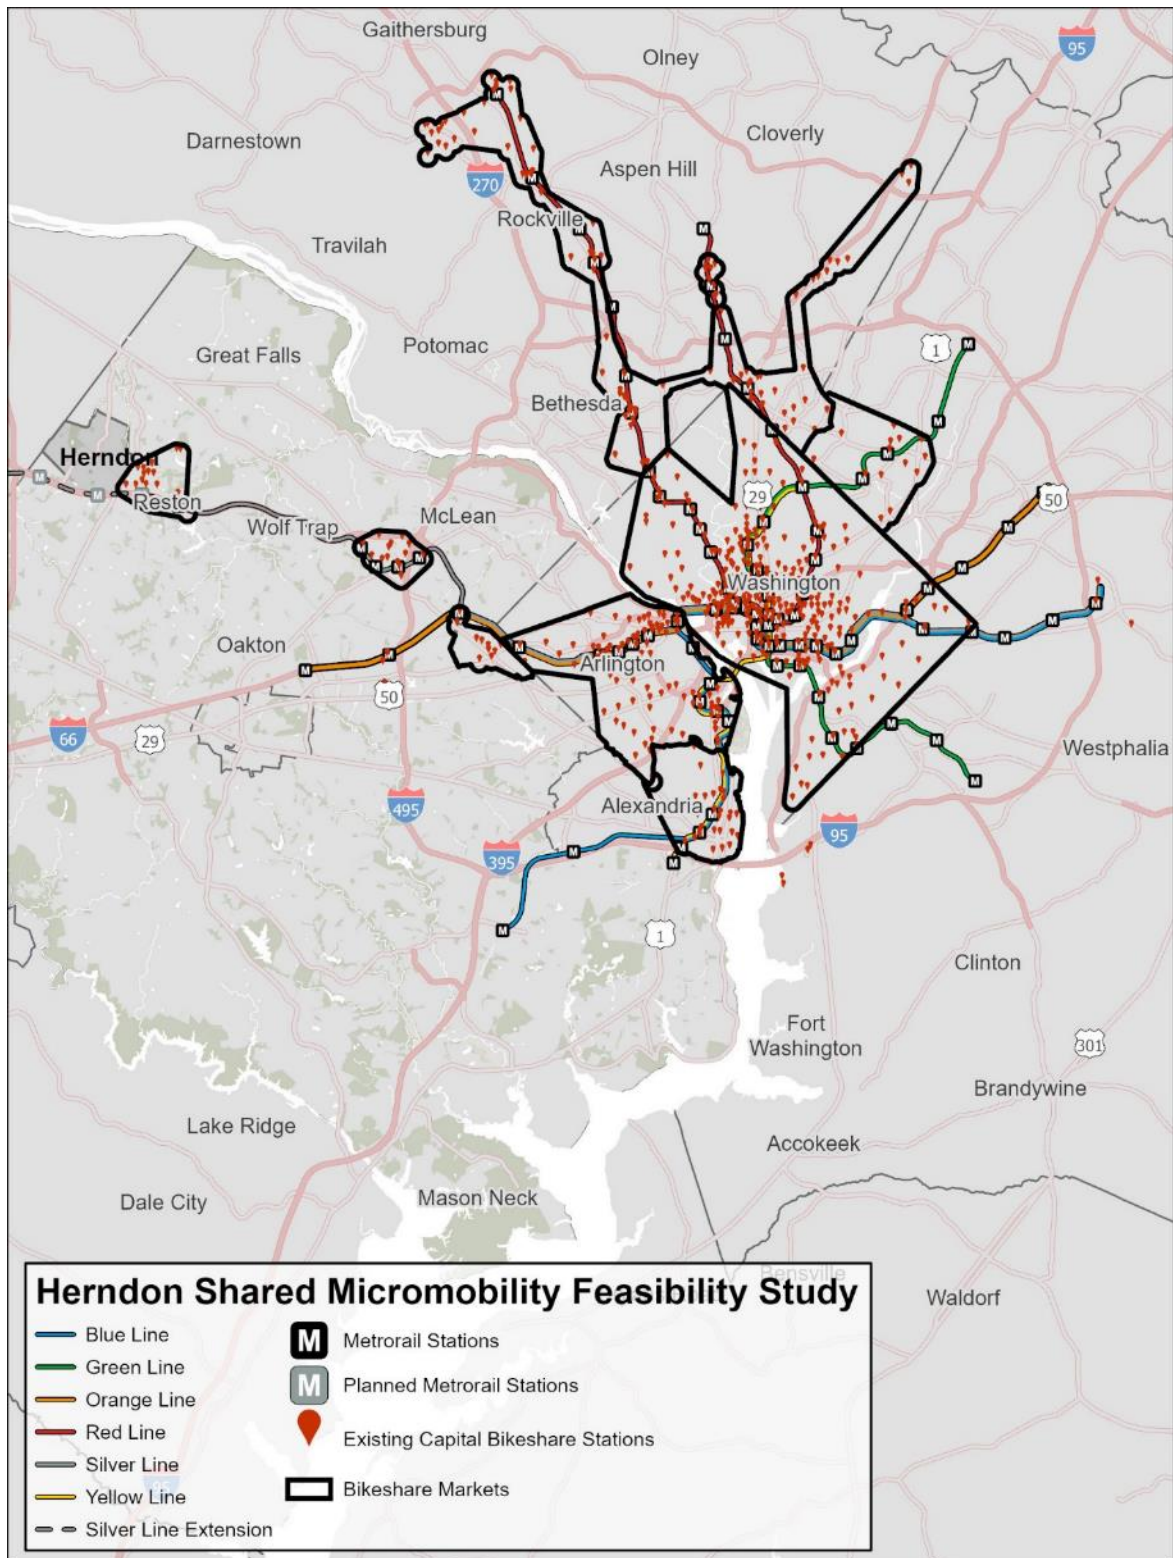 Gaithersburg
Olney
95
Darnestown
Cloverly
Aspen Hill
270
Rockville
Travilah
Great Falls
Potomac
1
Bethesda
Herndon
Reston
Wolf Trap
McLean
29
50
Washington
Oakton
Arlington
50
66
29
Westphalia
495
Alexandria
95
395
1
Clinton
Fort
Washington
301
Brandywine
Lake Ridge
Accokeek
Dale City
Mason Neck
Bensville
Waldorf
Herndon Shared Micromobility Feasibility Study
Blue Line
Green Line
Orange Line
Red Line
Silver Line
Yellow Line
Silver Line Extension
M Metrorail Stations
M Planned Metrorail Stations
Existing Capital Bikeshare Stations
Bikeshare Markets
95